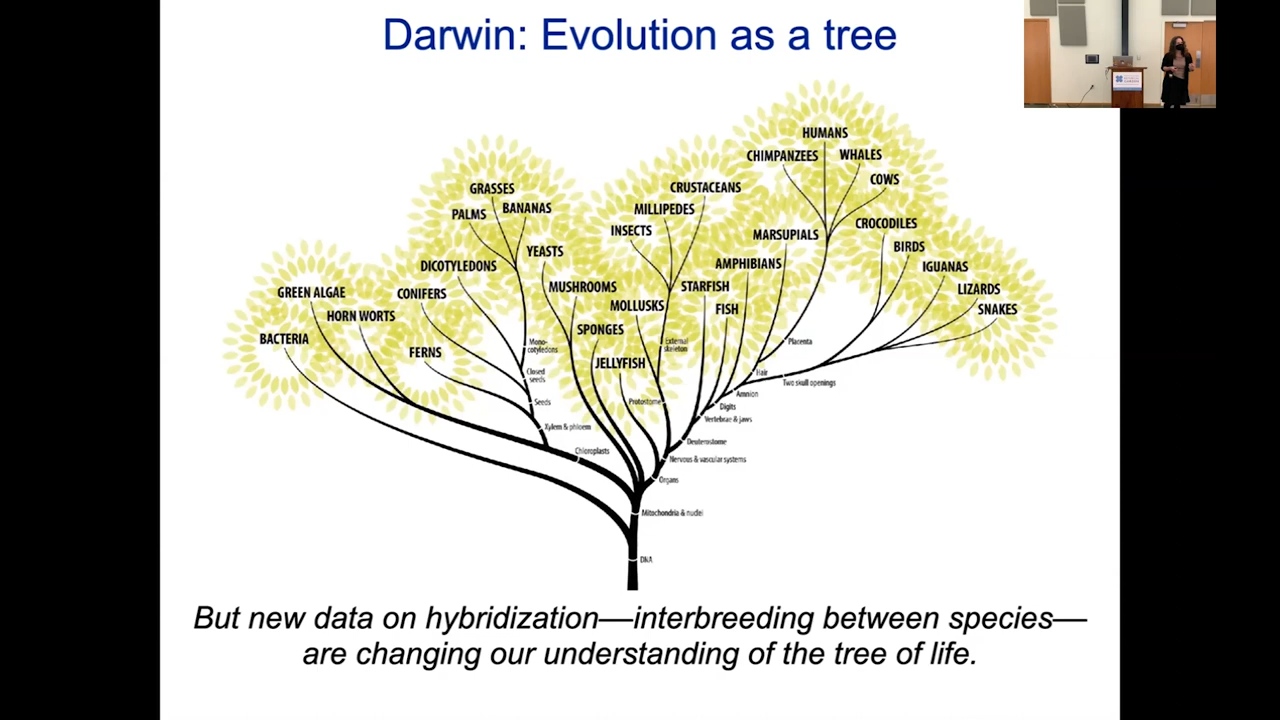 Darwin: Evolution as a tree
HUMANS
CHIMPANZEES
WHALES
COWS
GRASSES
CRUSTACEANS
PALMS
BANANAS
MILLIPEDES
INSECTS
MARSUPIALS
CROCODILES
BIRDS
YEASTS
DICOTYLEDONS
AMPHIBIANS
IGUANAS
GREEN ALGAE
CONIFERS
MUSHROOMS
STARFISH
LIZARDS
HORN WORTS
MOLLUSKS
FISH
SNAKES
BACTERIA
SPONGES
FERNS
JELLYFISH
Mono-
cotyledons
External
skeleton
Placenta
Closed
seeds
Hair
Two skull openings
Seeds
Protostome
Amnion
Digits
Xylem & phloem
Vertebrae & jaws
Chloroplasts
Deuterostome
Nervous & vascular systems
Organs
Mitochondria & nuclei
DNA
But new data on hybridization—interbreeding between species—
are changing our understanding of the tree of life.